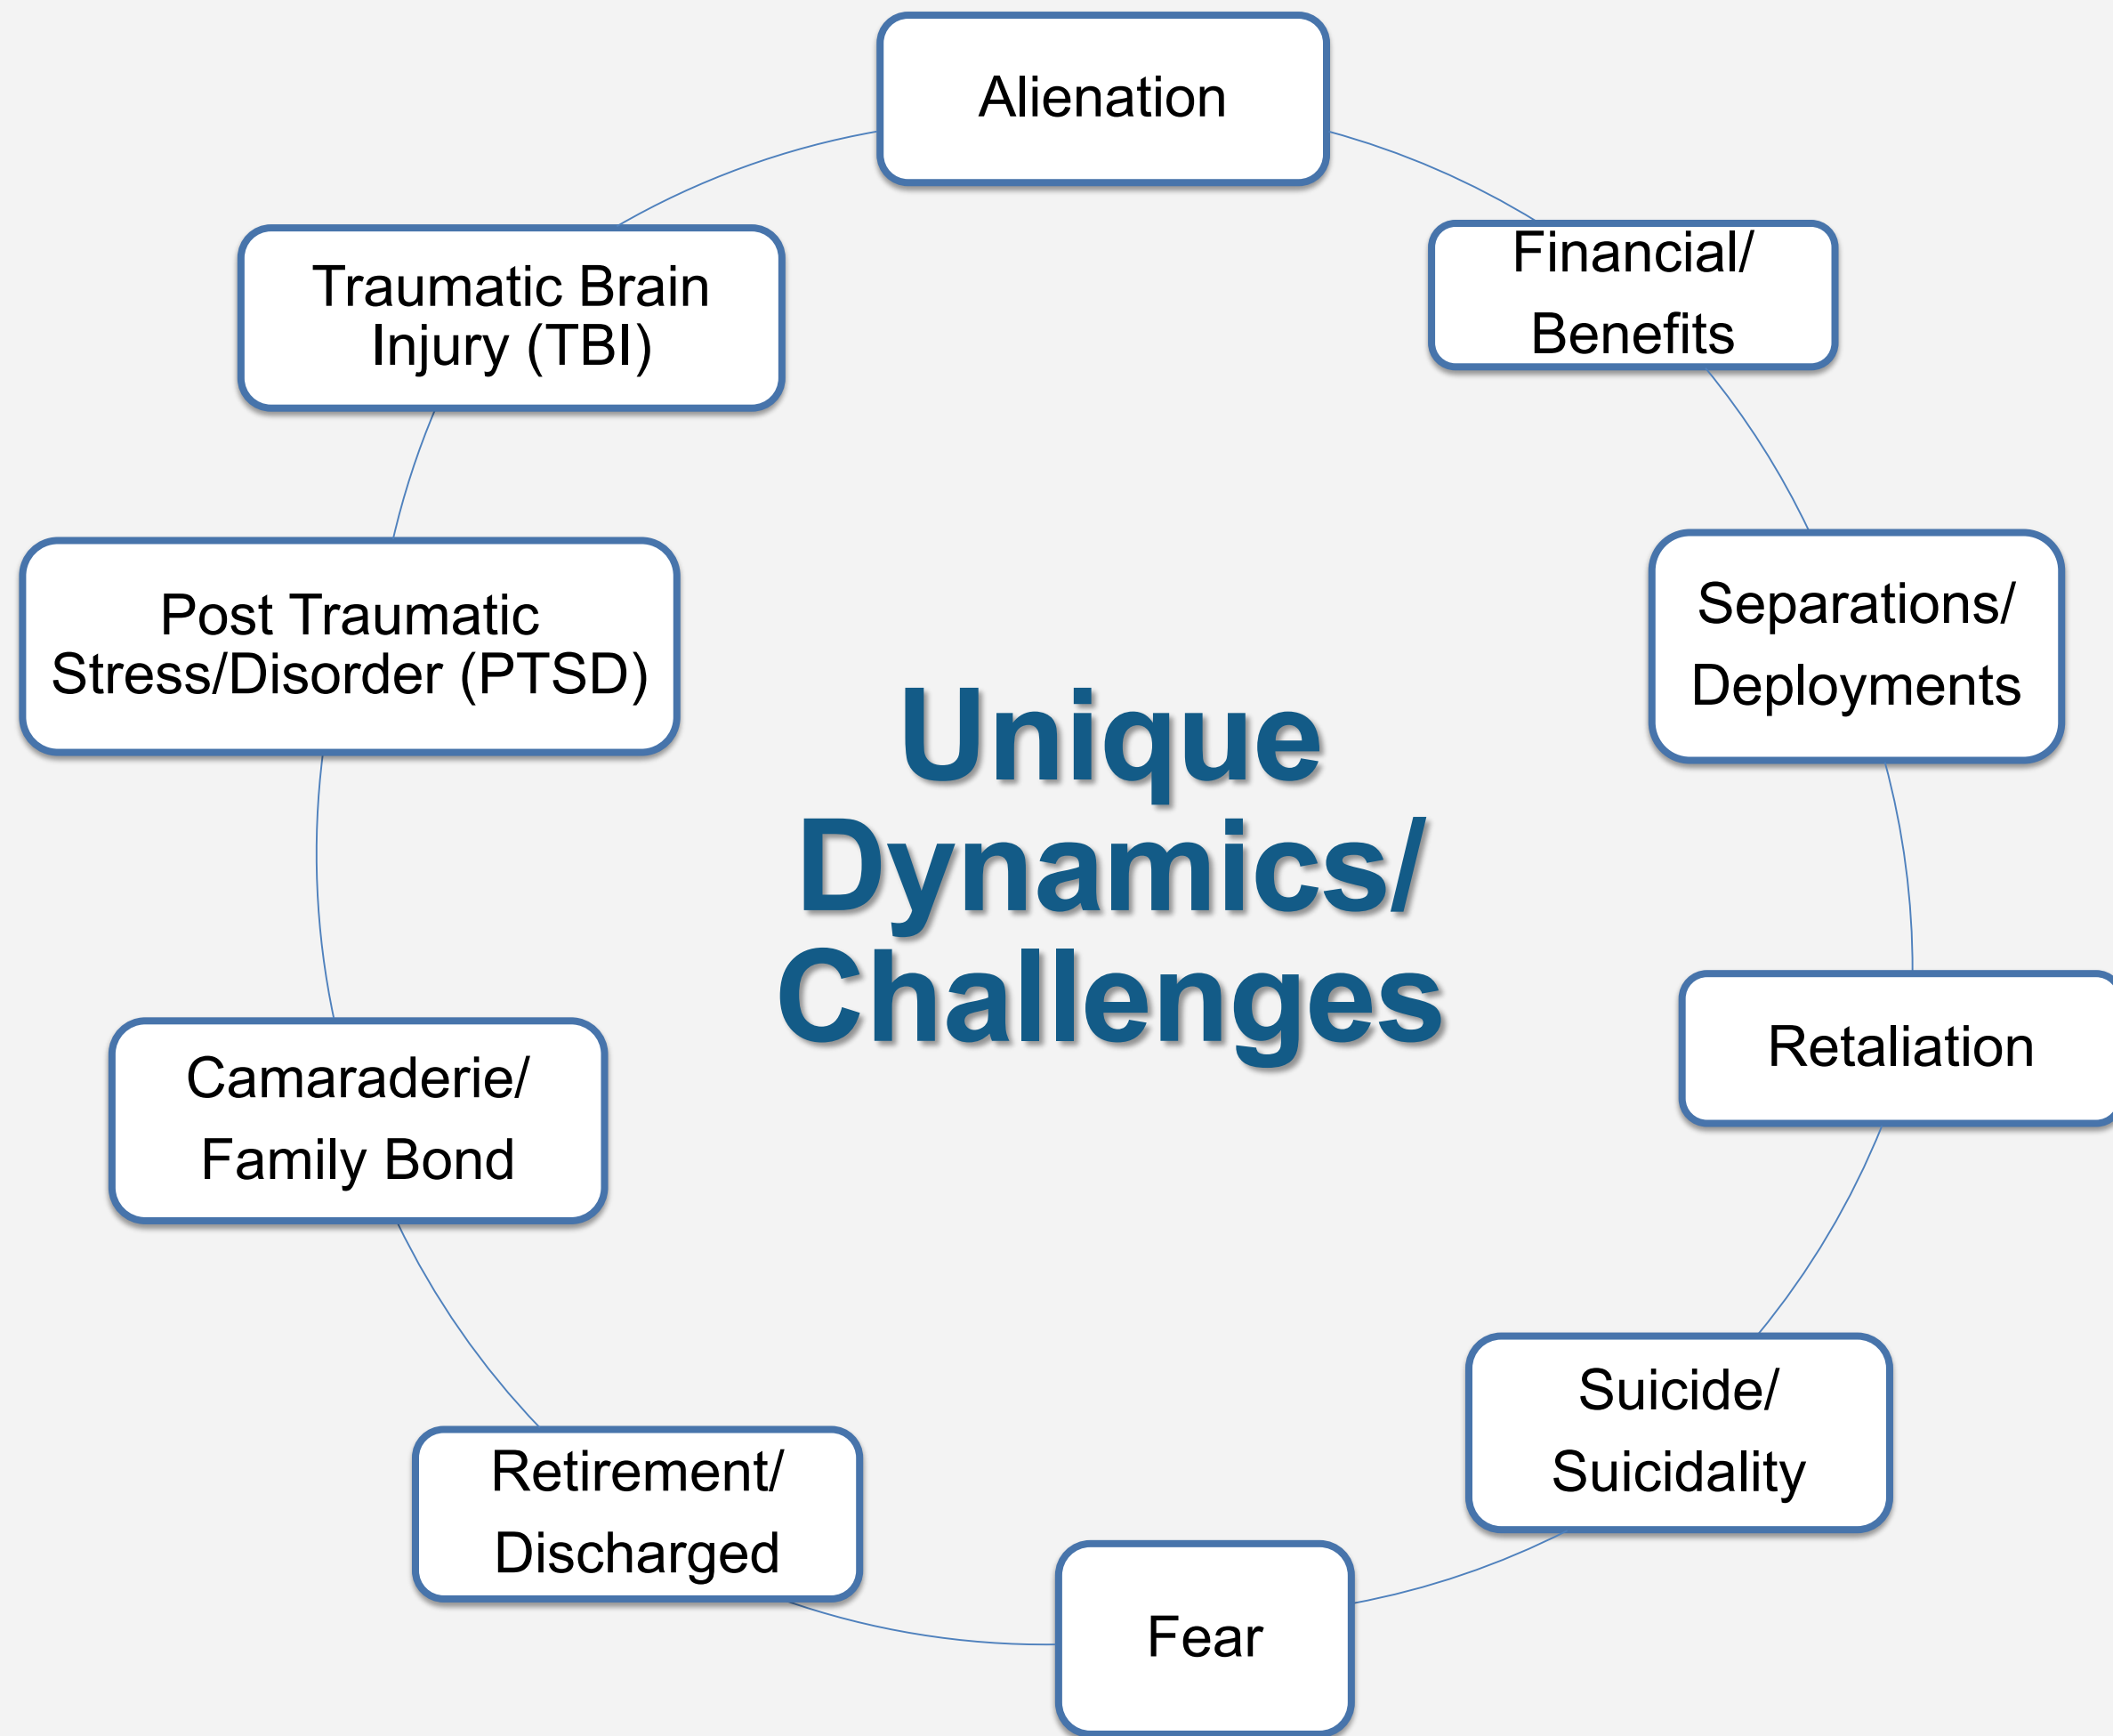 Alienation
Financial/
Benefits
Separations/
Deployments
Retaliation
Suicide/
Suicidality
Fear
Retirement/
Discharged
Camaraderie/
Family Bond
Post Traumatic
Stress/Disorder (PTSD)
Traumatic Brain
Injury (TBI)
Unique
Dynamics/
Challenges